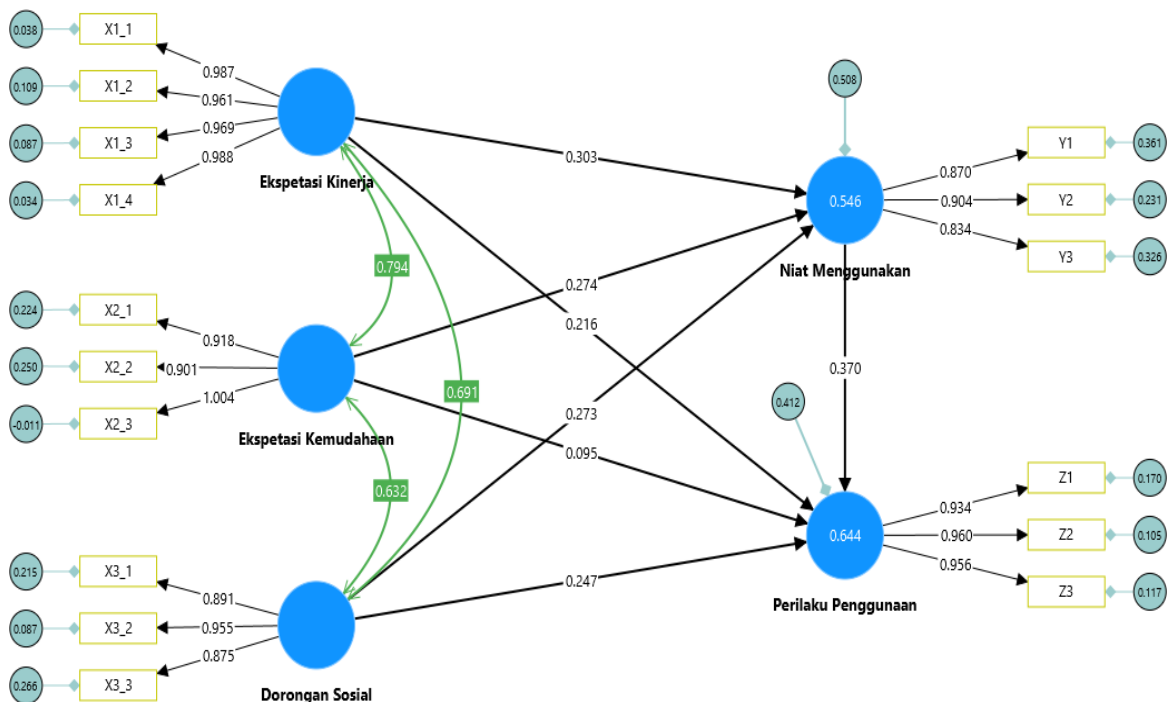 0.038
X1_1
0.987
0.109
X1_2
0.961
0.087
X1_3
0.969
0.034
X1_4
0.988
Ekspetasi Kinerja
0.224
X2_1
0.918
0.250
X2_2
0.901
-0.011
X2_3
1.004
Ekspetasi Kemudahaan
0.215
X3_1
0.891
0.087
X3_2
0.955
0.266
X3_3
0.875
Dorongan Sosial
0.794
0.691
0.632
0.303
0.274
0.216
0.273
0.095
0.247
0.508
0.546
Niat Menggunakan
0.870
Y1
0.361
0.904
Y2
0.231
0.834
Y3
0.326
0.370
0.412
0.644
Perilaku Penggunaan
0.934
Z1
0.170
0.960
Z2
0.105
0.956
Z3
0.117